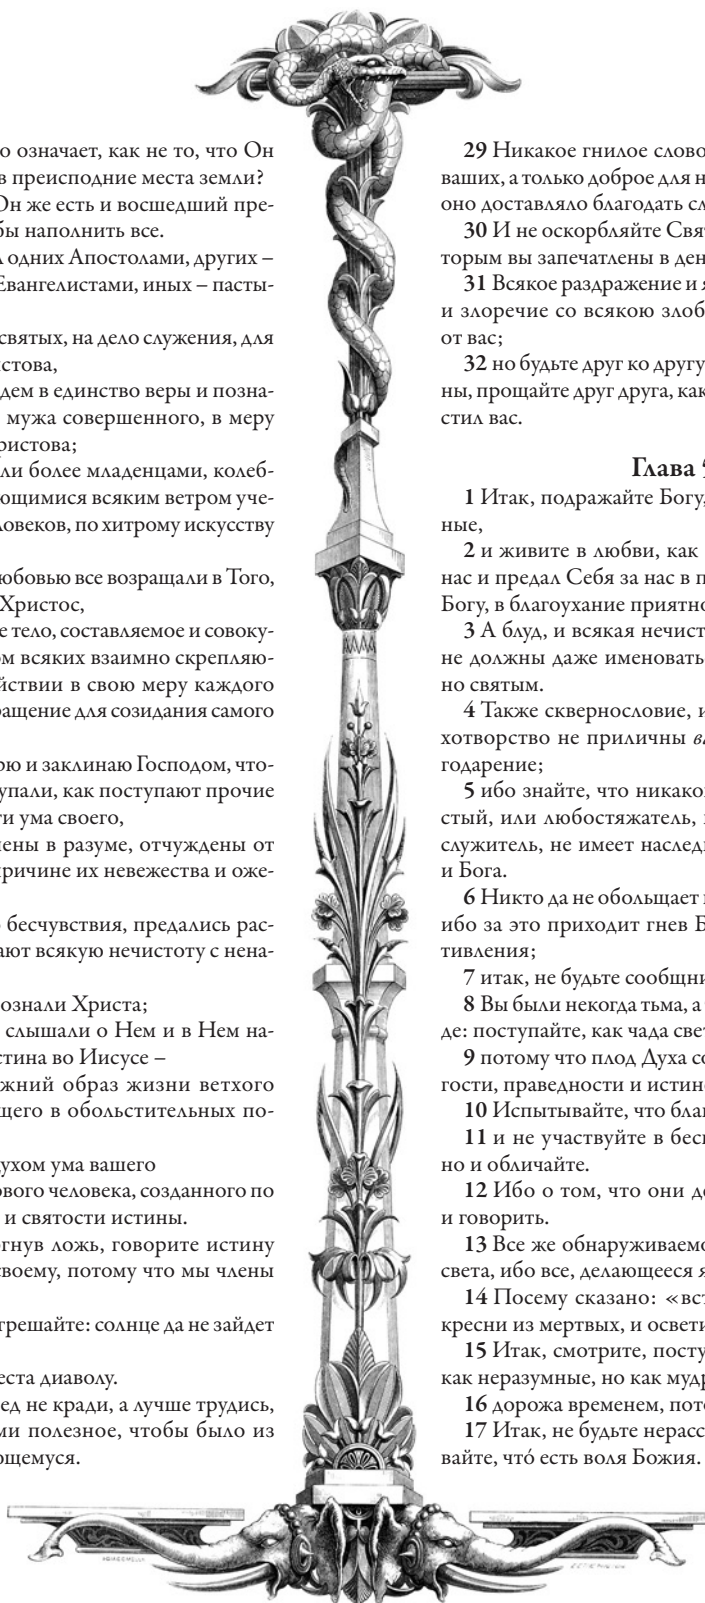 о означает, как не то, что Он
в преисподние места земли?
Он же есть и восшедший пре-
бы наполнить все.
одних Апостолами, других –
Евангелистами, иных – пасты-
святых, на дело служения, для
стова,
дем в единство веры и позна-
мужа совершенного, в меру
ристова;
ли более младенцами, колеб-
ющимися всяким ветром уче-
ловеков, по хитрому искусству
юбовью все возращали в Того,
Христос,
е тело, составляемое и совоку-
ом всяких взаимно скрепляю-
йствии в свою меру каждого
ращение для созидания самого
рю и заклинаю Господом, что-
упали, как поступают прочие
ти ума своего,
ены в разуме, отчуждены от
ричине их невежества и оже-
бесчувствия, предались рас-
ают всякую нечистоту с нена-
ознали Христа;
слышали о Нем и в Нем на-
стина во Иисусе –
жний образ жизни ветхого
щего в обольстительных по-
ухом ума вашего
ового человека, созданного по
и святости истины.
ргнув ложь, говорите истину
своему, потому что мы члены
грешайте: солнце да не зайдет
еста диаволу.
ед не кради, а лучше трудись,
ми полезное, чтобы было из
ющемуся.
29 Никакое гнилое слово
ваших, а только доброе для н
оно доставляло благодать сл
30 И не оскорбляйте Свят
торым вы запечатлены в ден
31 Всякое раздражение и я
и злоречие со всякою злоб
от вас;
32 но будьте друг ко другу
ны, прощайте друг друга, как
стил вас.
Глава 5
1 Итак, подражайте Богу,
ные,
2 и живите в любви, как
нас и предал Себя за нас в п
Богу, в благоухание приятно
3 А блуд, и всякая нечист
не должны даже именовать
но святым.
4 Также сквернословие, и
хотворство не приличны ва
годарение;
5 ибо знайте, что никако
стый, или любостяжатель,
служитель, не имеет наслед
и Бога.
6 Никто да не обольщает
ибо за это приходит гнев Б
тивления;
7 итак, не будьте сообщни
8 Вы были некогда тьма, а
де: поступайте, как чада свет
9 потому что плод Духа со
гости, праведности и истин
10 Испытывайте, что благ
11 и не участвуйте в бесп
но и обличайте.
12 Ибо о том, что они де
и говорить.
13 Все же обнаруживаемо
света, ибо все, делающееся я
14 Посему сказано: «вст
кресни из мертвых, и освети
15 Итак, смотрите, посту
как неразумные, но как мудр
16 дорожа временем, пото
17 Итак, не будьте нерасс
вайте, что́ есть воля Божия.